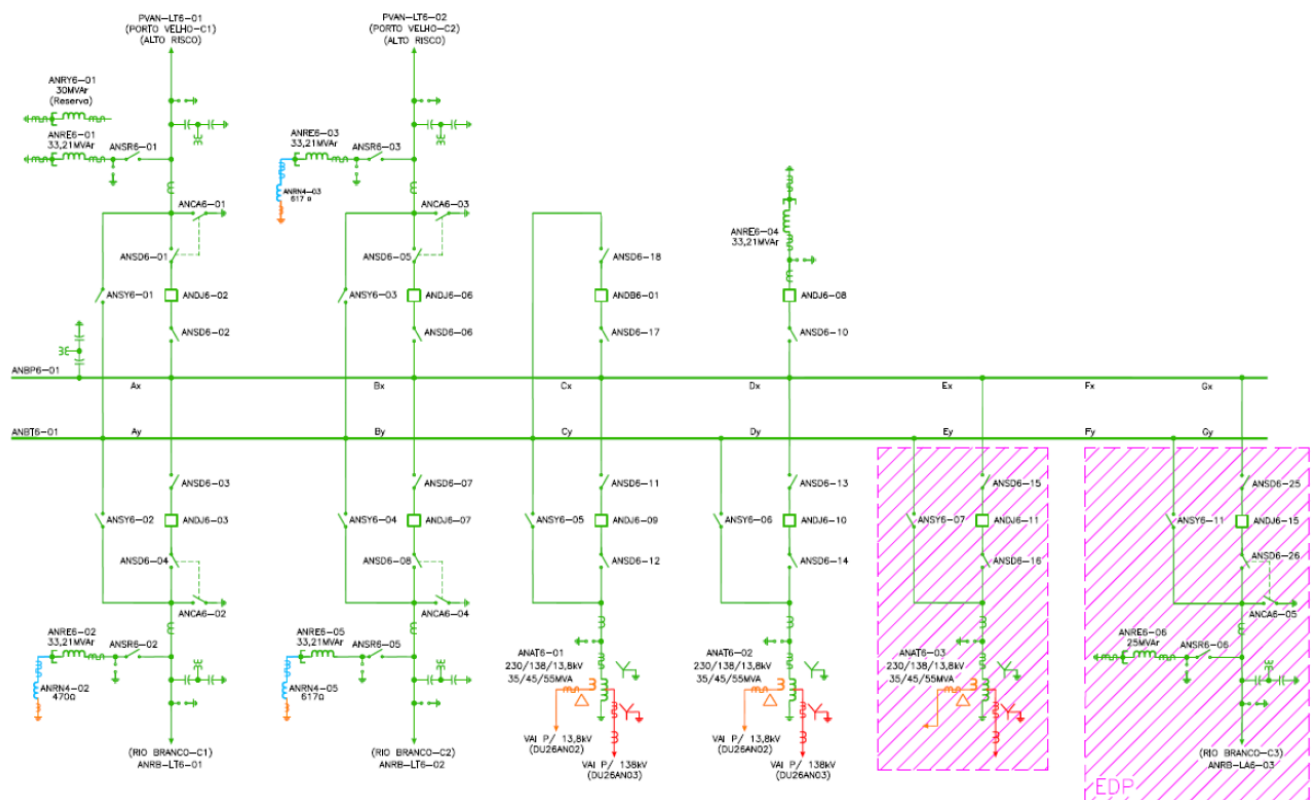 PVAN-LT6-01
(PORTO VELHO-C1)
(ALTO RISCO)
PVAN-LT6-02
(PORTO VELHO-C2)
(ALTO RISCO)
ANRY6-01
30MVAr
(Reserva)
ANRE6-01
33,21MVAr
ANSR6-01
ANRE6-03
33,21MVAr
ANSR6-03
ANRN4-03
617 Ω
ANCA6-01
ANCA6-03
ANRE6-04
33,21MVAr
ANSD6-01
ANSD6-05
ANSD6-18
ANSY6-01
ANDJ6-02
ANSY6-03
ANDJ6-06
ANDB6-01
ANDJ6-08
ANSD6-02
ANSD6-06
ANSD6-17
ANSD6-10
ANBP6-01
Ax
Bx
Cx
Dx
Ex
Fx
Gx
ANBT6-01
Ay
By
Cy
Dy
Ey
Fy
Gy
ANSD6-03
ANSD6-07
ANSD6-11
ANSD6-13
ANSD6-15
ANSD6-25
ANSY6-02
ANDJ6-03
ANSY6-04
ANDJ6-07
ANSY6-05
ANDJ6-09
ANSY6-06
ANDJ6-10
ANSY6-07
ANDJ6-11
ANSY6-11
ANDJ6-15
ANSD6-04
ANSD6-08
ANSD6-12
ANSD6-14
ANSD6-16
ANSD6-26
ANCA6-02
ANCA6-04
ANCA6-05
ANRE6-02
33,21MVAr
ANSR6-02
ANRN4-02
470Ω
ANRE6-05
33,21MVAr
ANSR6-05
ANRN4-05
617Ω
ANAT6-01
230/138/13,8kV
35/45/55MVA
ANAT6-02
230/138/13,8kV
35/45/55MVA
ANAT6-03
230/138/13,8kV
35/45/55MVA
ANRE6-06
25MVAr
ANSR6-06
VAI P/ 13,8kV
(DU26AN02)
VAI P/ 138kV
(DU26AN03)
VAI P/ 13,8kV
(DU26AN02)
VAI P/ 138kV
(DU26AN03)
(RIO BRANCO-C1)
ANRB-LT6-01
(RIO BRANCO-C2)
ANRB-LT6-02
(RIO BRANCO-C3)
ANRB-LA6-03
EDP